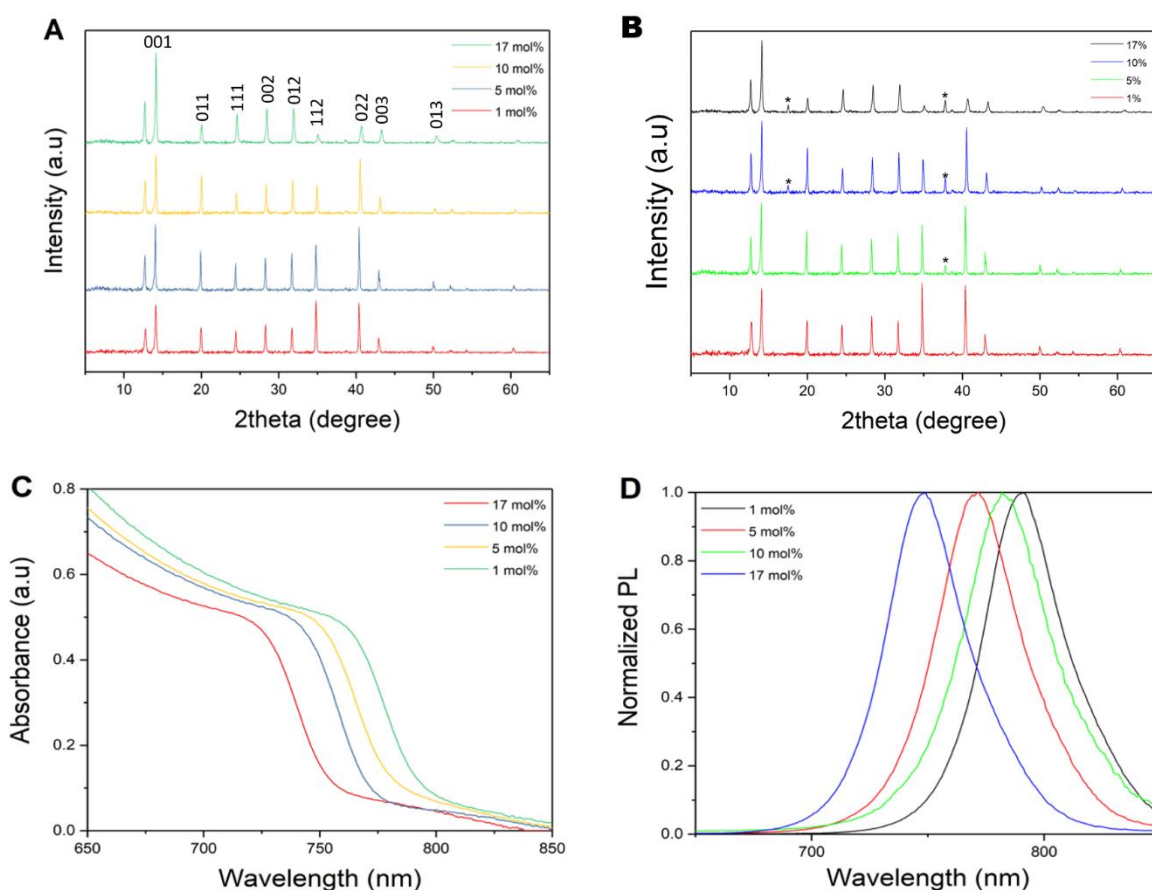 A
001
011
111
002
012
112
022
003
013
17 mol%
10 mol%
5 mol%
1 mol%
Intensity (a.u)
10 20 30 40 50 60
2theta (degree)
B
17%
10%
5%
1%
* *
* *
*
Intensity (a.u)
10 20 30 40 50 60
2theta (degree)
C
17 mol%
10 mol%
5 mol%
1 mol%
Absorbance (a.u)
0.8
0.6
0.4
0.2
0.0
650 700 750 800 850
Wavelength (nm)
D
1 mol%
5 mol%
10 mol%
17 mol%
Normalized PL
1.0
0.8
0.6
0.4
0.2
0.0
700 800
Wavelength (nm)